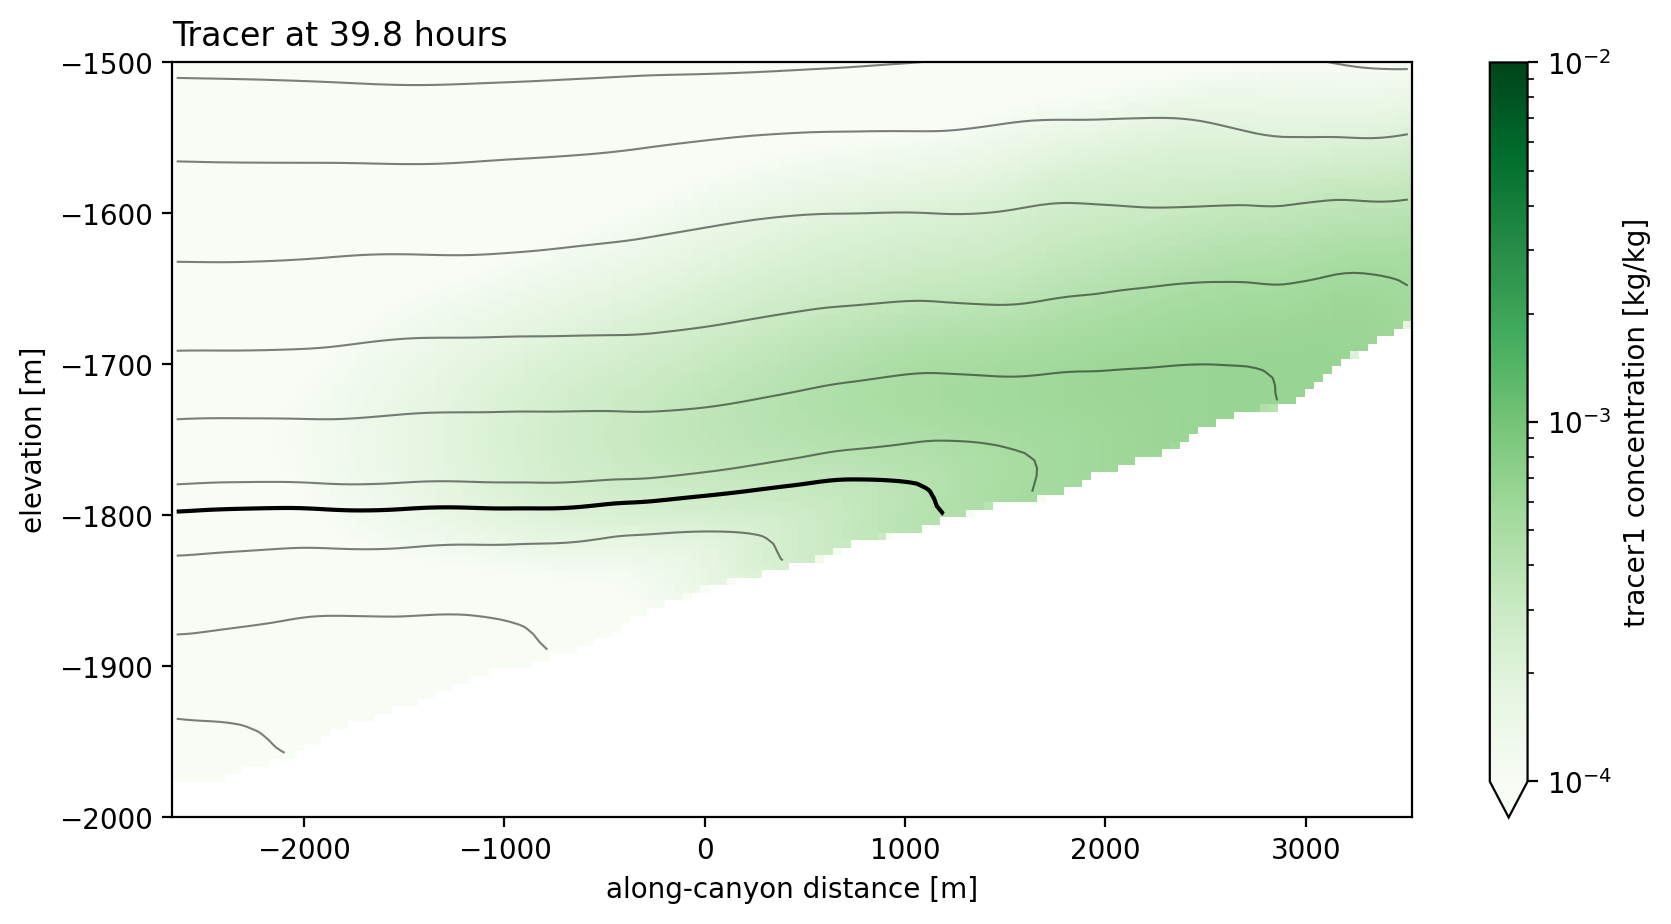 Tracer at 39.8 hours
−1500
−1600
−1700
−1800
−1900
−2000
elevation [m]
−2000 −1000 0 1000 2000 3000
along-canyon distance [m]
10⁻²
10⁻³
10⁻⁴
tracer1 concentration [kg/kg]